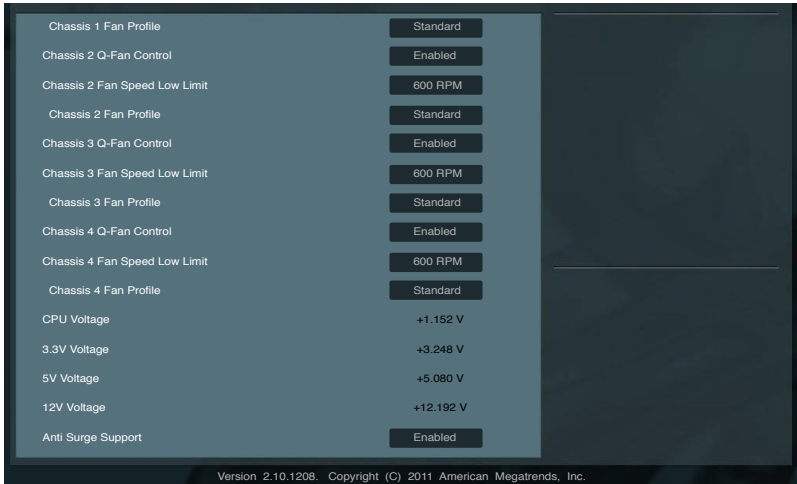 Chassis 1 Fan Profile Standard
Chassis 2 Q-Fan Control Enabled
Chassis 2 Fan Speed Low Limit 600 RPM
Chassis 2 Fan Profile Standard
Chassis 3 Q-Fan Control Enabled
Chassis 3 Fan Speed Low Limit 600 RPM
Chassis 3 Fan Profile Standard
Chassis 4 Q-Fan Control Enabled
Chassis 4 Fan Speed Low Limit 600 RPM
Chassis 4 Fan Profile Standard
CPU Voltage +1.152 V
3.3V Voltage +3.248 V
5V Voltage +5.080 V
12V Voltage +12.192 V
Anti Surge Support Enabled
Version 2.10.1208. Copyright (C) 2011 American Megatrends, Inc.